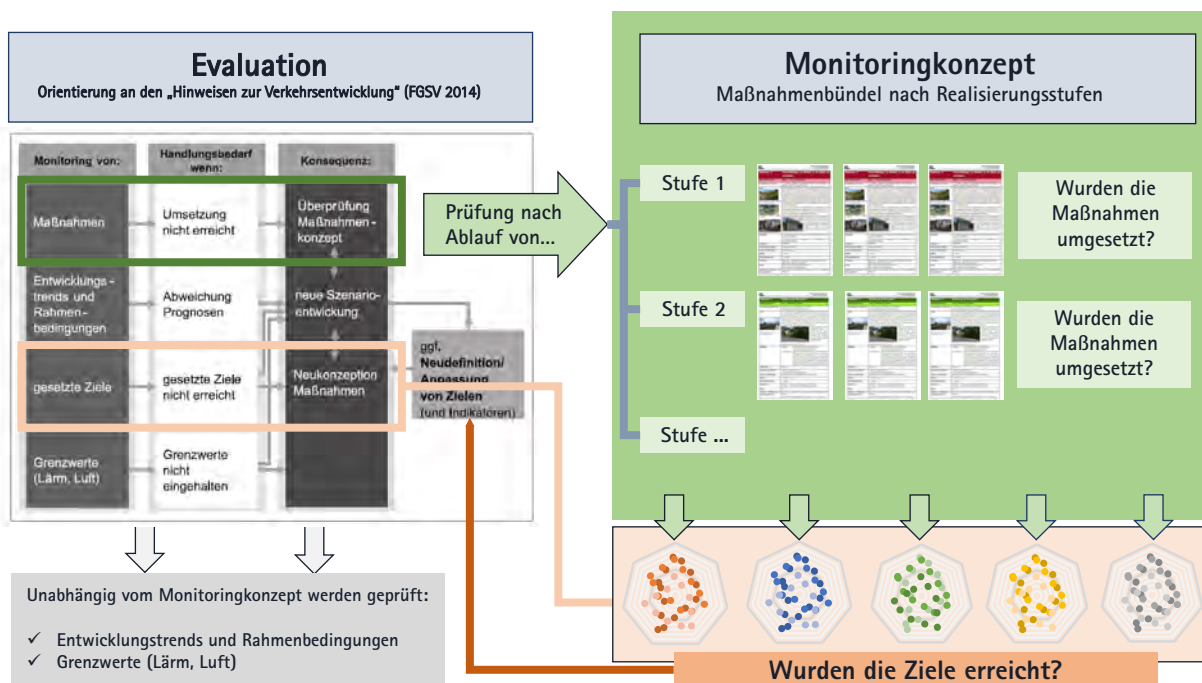 Evaluation
Orientierung an den „Hinweisen zur Verkehrsentwicklung“ (FGSV 2014)
Monitoring von:
Handlungsbedarf
wenn:
Konsequenz:
Maßnahmen
Umsetzung
nicht erreicht
Überprüfung
Maßnahmen-
konzept
Entwicklungs-
trends und
Rahmen-
bedingungen
Abweichung
Prognosen
neue Szenario-
entwickung
gesetzte Ziele
gesetzte Ziele
nicht erreicht
Neukonzeption
Maßnahmen
ggf.
Neudefinition/
Anpassung
von Zielen
(und Indikatoren)
Grenzwerte
(Lärm, Luft)
Grenzwerte
nicht
eingehalten
Unabhängig vom Monitoringkonzept werden geprüft:
✓ Entwicklungstrends und Rahmenbedingungen
✓ Grenzwerte (Lärm, Luft)
Prüfung nach
Ablauf von...
Monitoringkonzept
Maßnahmenbündel nach Realisierungsstufen
Stufe 1
Wurden die
Maßnahmen
umgesetzt?
Stufe 2
Wurden die
Maßnahmen
umgesetzt?
Stufe ...
Wurden die Ziele erreicht?